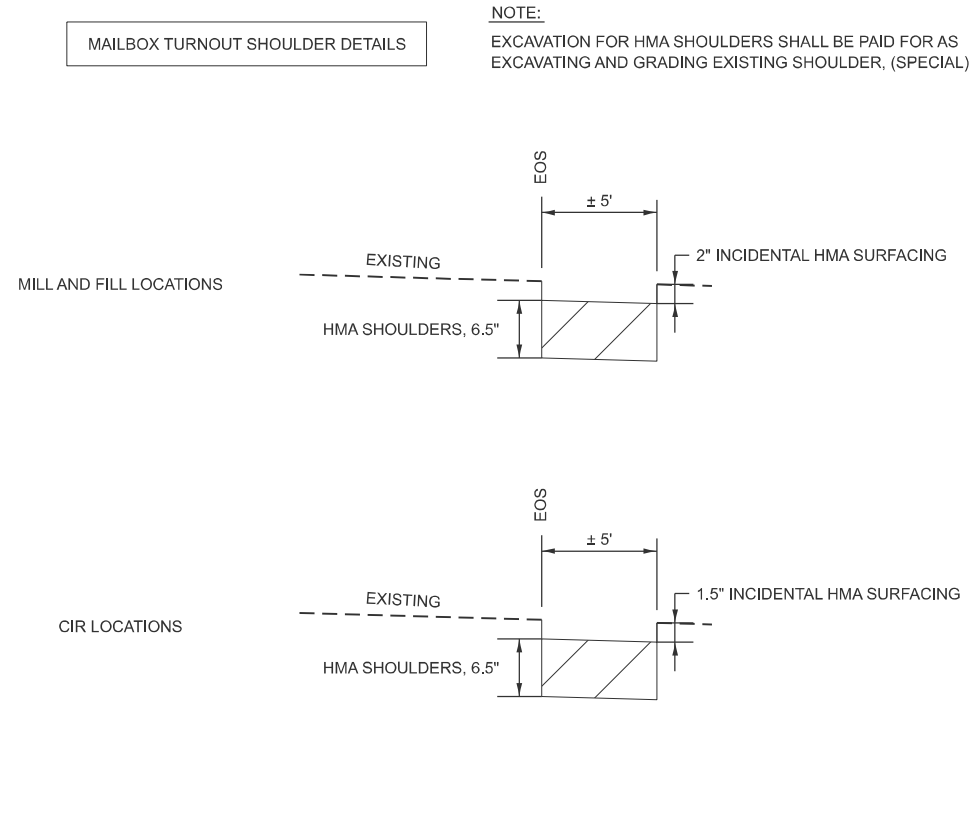 MAILBOX TURNOUT SHOULDER DETAILS
NOTE:
EXCAVATION FOR HMA SHOULDERS SHALL BE PAID FOR AS
EXCAVATING AND GRADING EXISTING SHOULDER, (SPECIAL)
EOS
± 5'
EXISTING
2" INCIDENTAL HMA SURFACING
MILL AND FILL LOCATIONS
HMA SHOULDERS, 6.5"
EOS
± 5'
EXISTING
1.5" INCIDENTAL HMA SURFACING
CIR LOCATIONS
HMA SHOULDERS, 6.5"